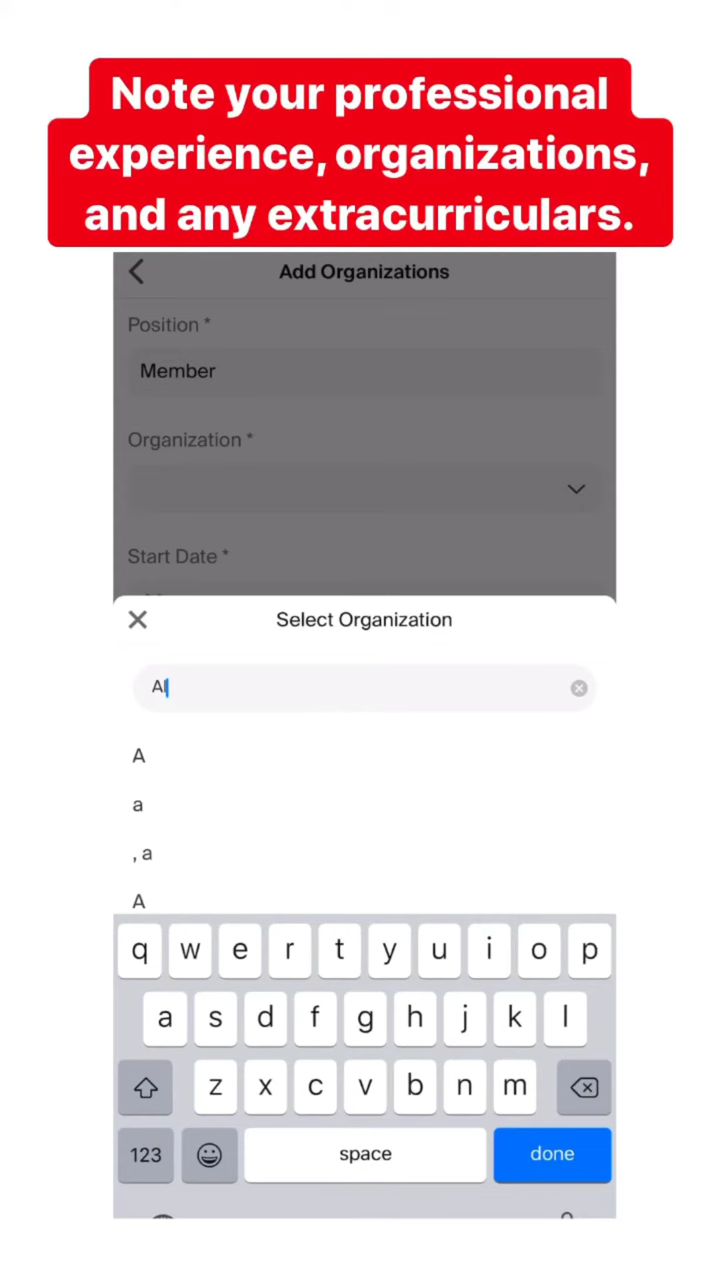 Note your professional
experience, organizations,
and any extracurriculars.
Add Organizations
Position *
Member
Organization *
Start Date *
Select Organization
Al
A
a
, a
A
q w e r t y u i o p
a s d f g h j k l
z x c v b n m
123 space done